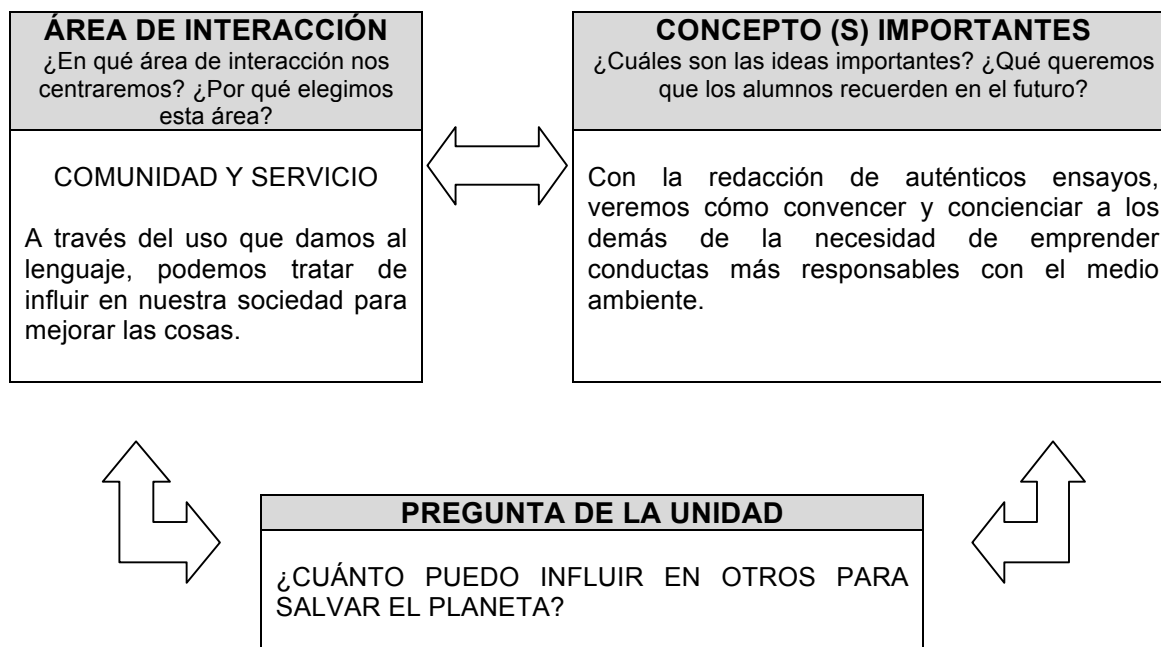 ÁREA DE INTERACCIÓN
¿En qué área de interacción nos
centraremos? ¿Por qué elegimos
esta área?
COMUNIDAD Y SERVICIO
A través del uso que damos al
lenguaje, podemos tratar de
influir en nuestra sociedad para
mejorar las cosas.
CONCEPTO (S) IMPORTANTES
¿Cuáles son las ideas importantes? ¿Qué queremos
que los alumnos recuerden en el futuro?
Con la redacción de auténticos ensayos,
veremos cómo convencer y concienciar a los
demás de la necesidad de emprender
conductas más responsables con el medio
ambiente.
PREGUNTA DE LA UNIDAD
¿CUÁNTO PUEDO INFLUIR EN OTROS PARA
SALVAR EL PLANETA?